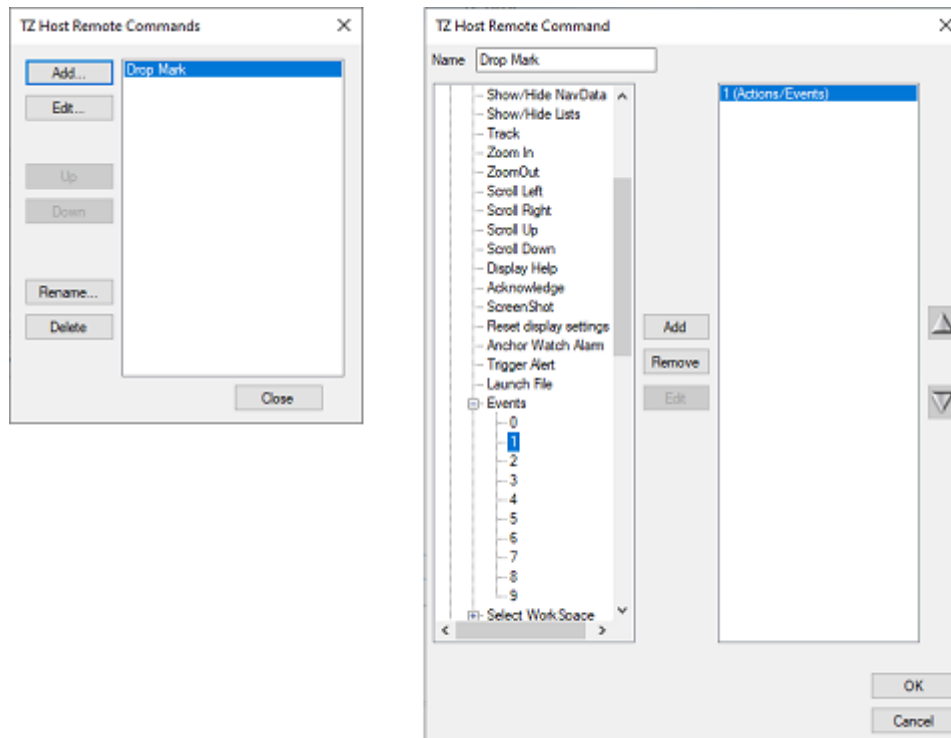 TZ Host Remote Commands
Add...
Drop Mark
Edit...
Up
Down
Rename...
Delete
Close
TZ Host Remote Command
Name Drop Mark
Show/Hide NavData
Show/Hide Lists
Track
Zoom In
ZoomOut
Scroll Left
Scroll Right
Scroll Up
Scroll Down
Display Help
Acknowledge
ScreenShot
Reset display settings
Anchor Watch Alarm
Trigger Alert
Launch File
Events
0
1
2
3
4
5
6
7
8
9
Select WorkSpace
Add
Remove
Edit
1 (Actions/Events)
OK
Cancel